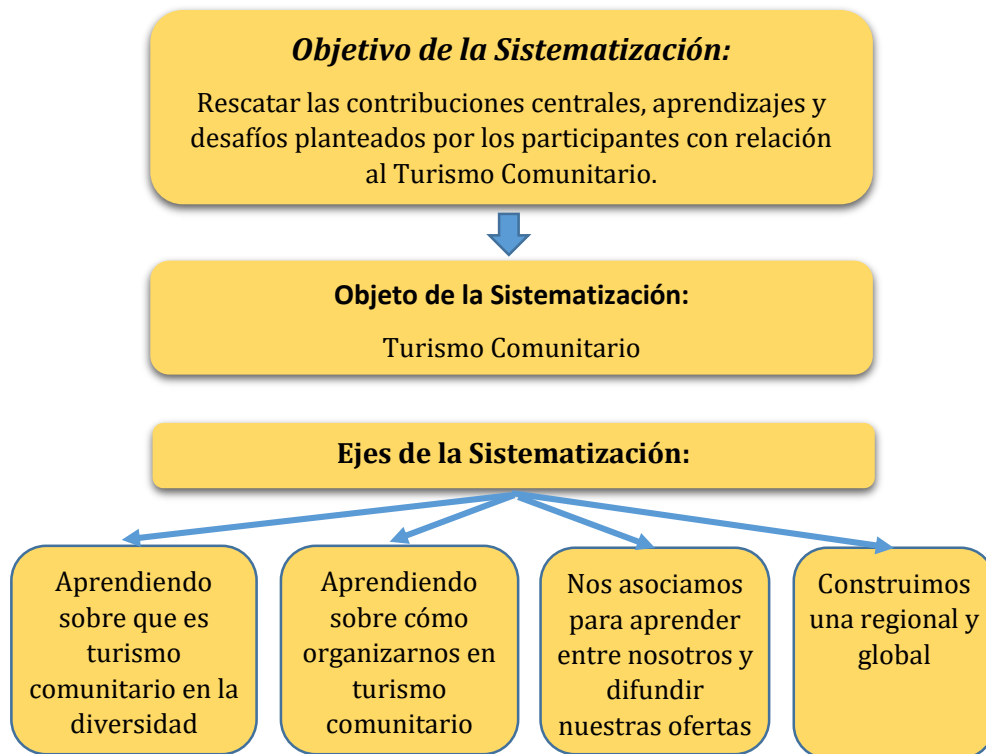 Objetivo de la Sistematización:
Rescatar las contribuciones centrales, aprendizajes y
desafíos planteados por los participantes con relación
al Turismo Comunitario.
Objeto de la Sistematización:
Turismo Comunitario
Ejes de la Sistematización:
Aprendiendo
sobre que es
turismo
comunitario en la
diversidad
Aprendiendo
sobre cómo
organizarnos en
turismo
comunitario
Nos asociamos
para aprender
entre nosotros y
difundir
nuestras ofertas
Construimos
una regional y
global